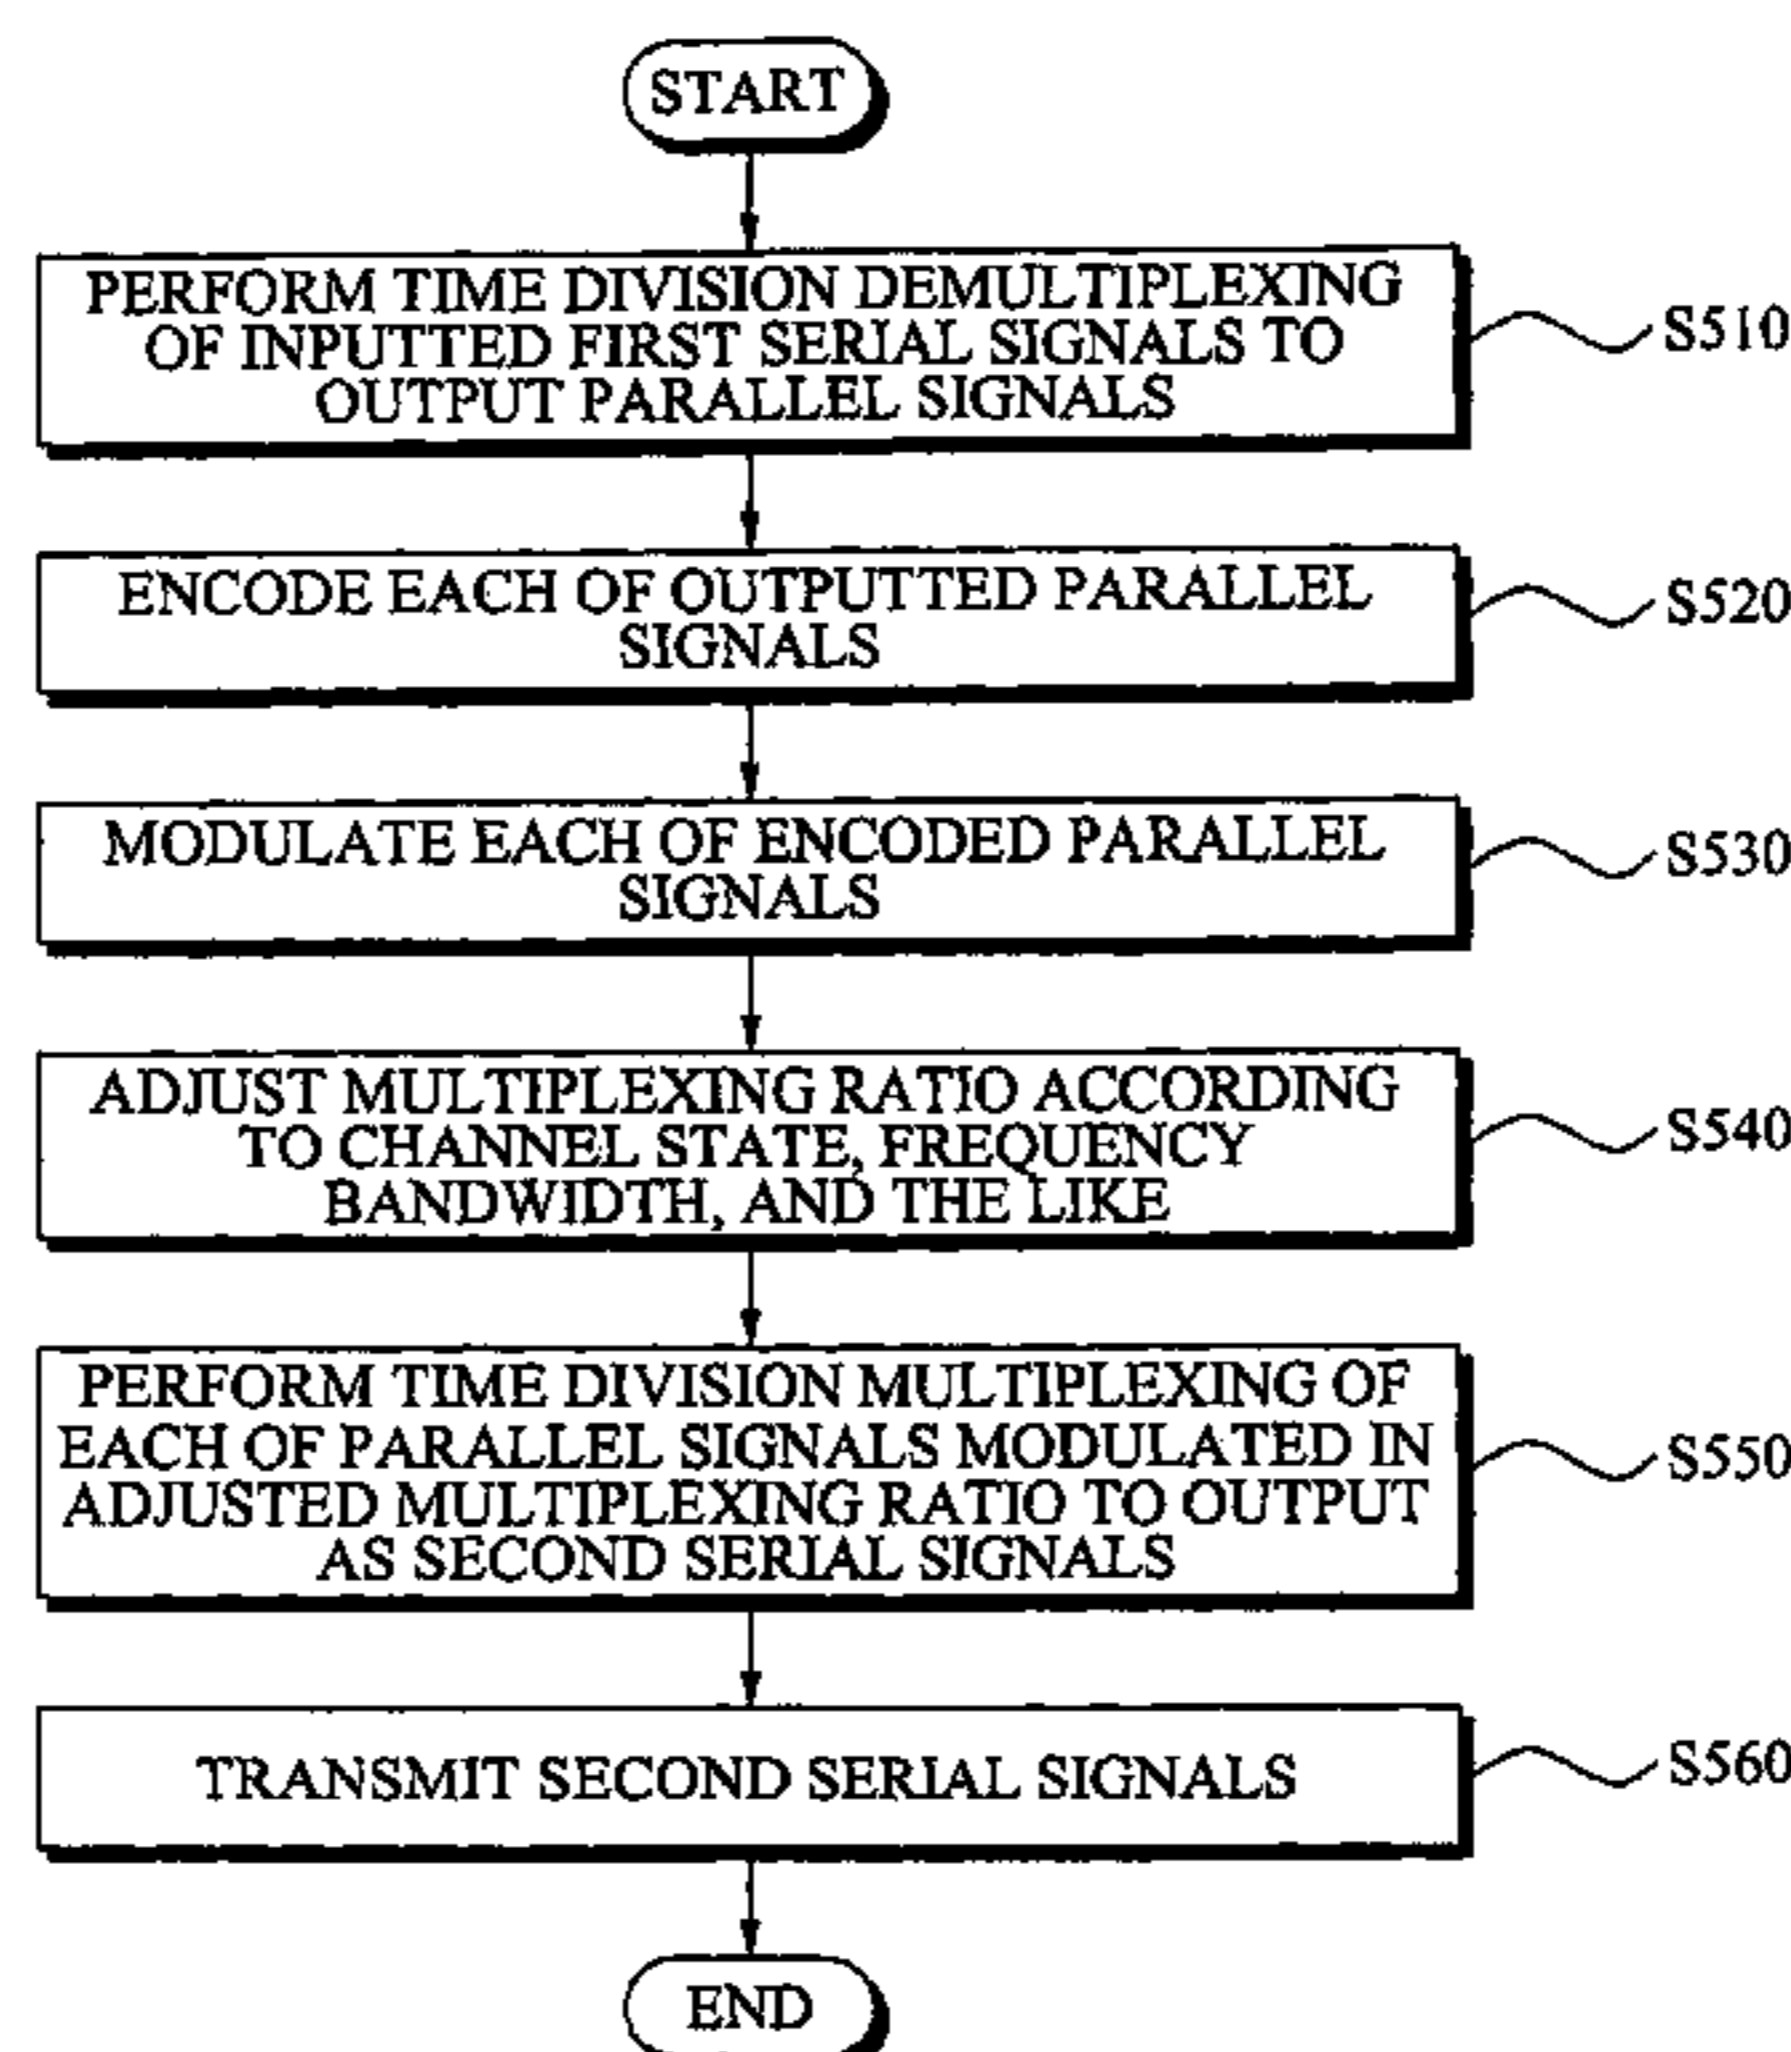 START
PERFORM TIME DIVISION DEMULTIPLEXING
OF INPUTTED FIRST SERIAL SIGNALS TO
OUTPUT PARALLEL SIGNALS
S510
ENCODE EACH OF OUTPUTTED PARALLEL
SIGNALS
S520
MODULATE EACH OF ENCODED PARALLEL
SIGNALS
S530
ADJUST MULTIPLEXING RATIO ACCORDING
TO CHANNEL STATE, FREQUENCY
BANDWIDTH, AND THE LIKE
S540
PERFORM TIME DIVISION MULTIPLEXING OF
EACH OF PARALLEL SIGNALS MODULATED IN
ADJUSTED MULTIPLEXING RATIO TO OUTPUT
AS SECOND SERIAL SIGNALS
S550
TRANSMIT SECOND SERIAL SIGNALS
S560
END